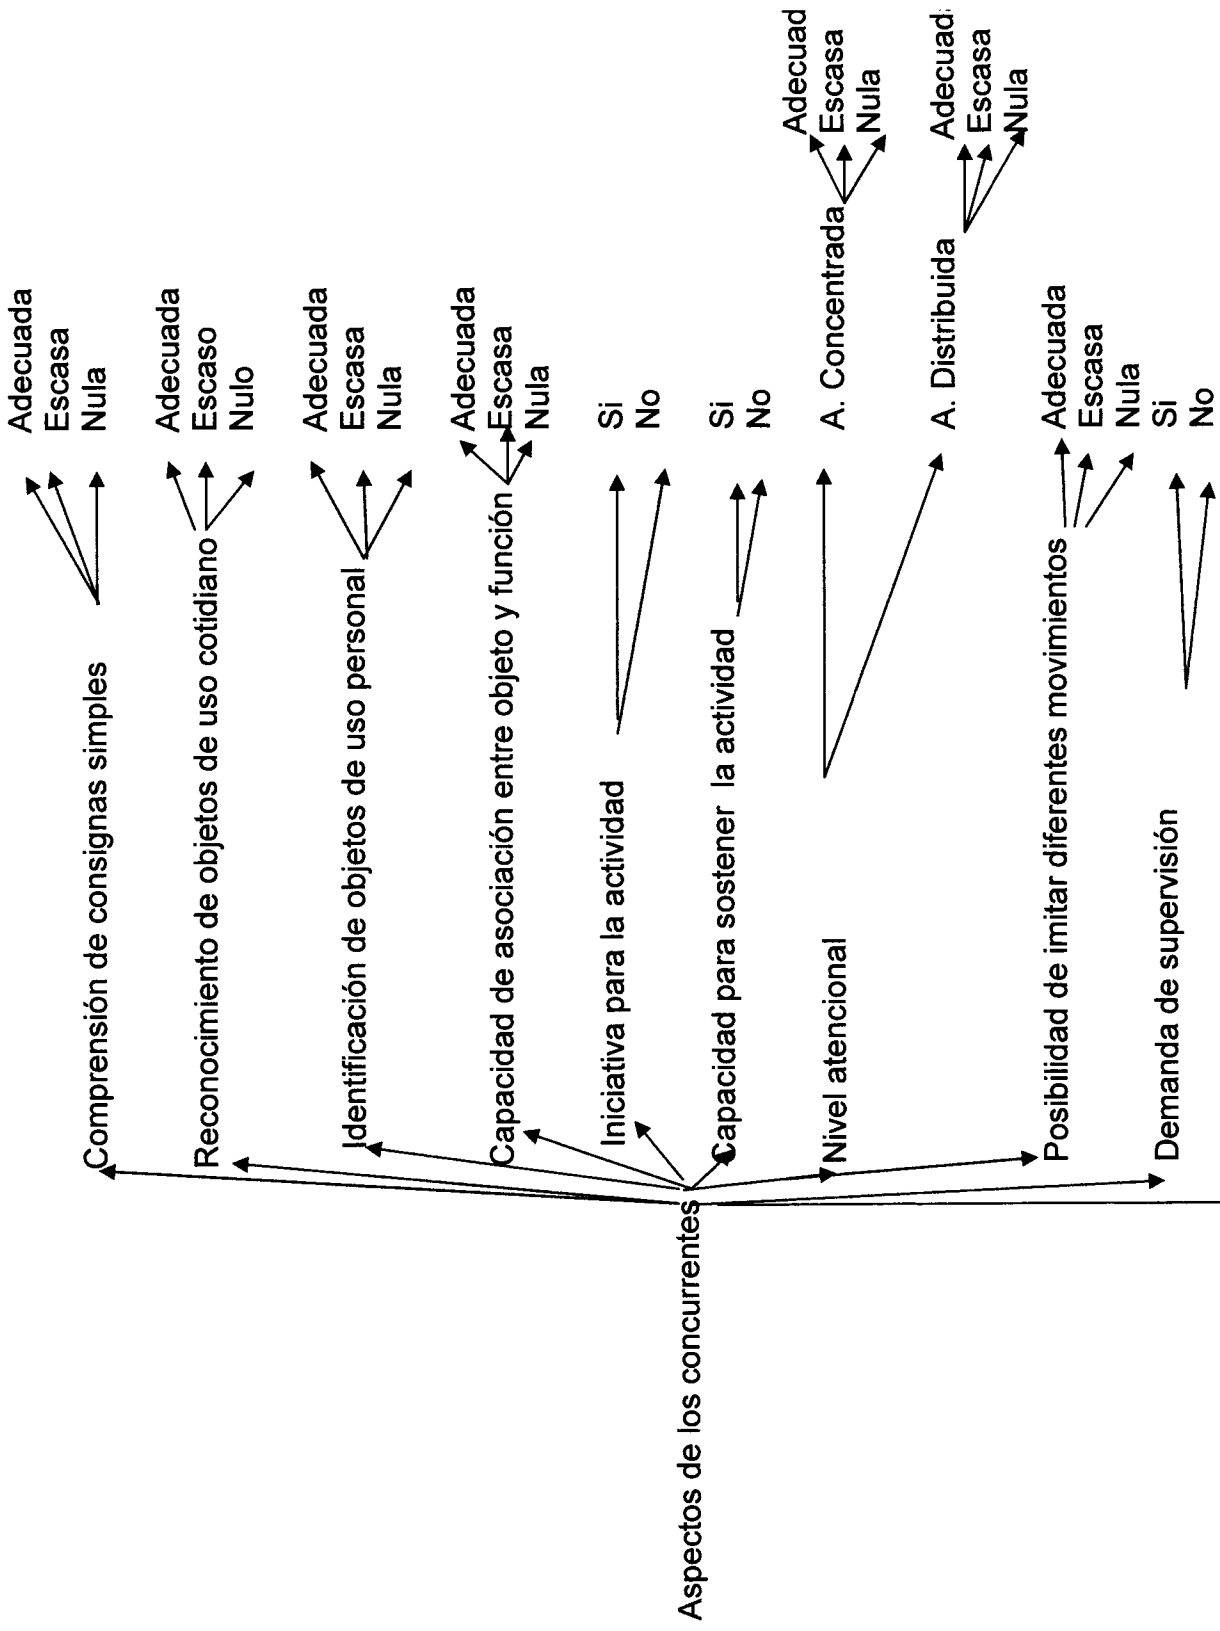 Adecuada
Escasa
Comprensión de consignas simples Nula
Adecuada
Reconocimiento de objetos de uso cotidiano Escaso
Nulo
Adecuada
Identificación de objetos de uso personal Escasa
Nula
Adecuada
Capacidad de asociación entre objeto y función Escasa
Nula
Iniciativa para la actividad Si
No
Aspectos de los concurrentes
Capacidad para sostener la actividad Si
No
Adecuad
Nivel atencional A. Concentrada Escasa
Nula
Adecuad
A. Distribuida Escasa
Nula
Posibilidad de imitar diferentes movimientos Adecuada
Escasa
Nula
Demanda de supervisión Si
No